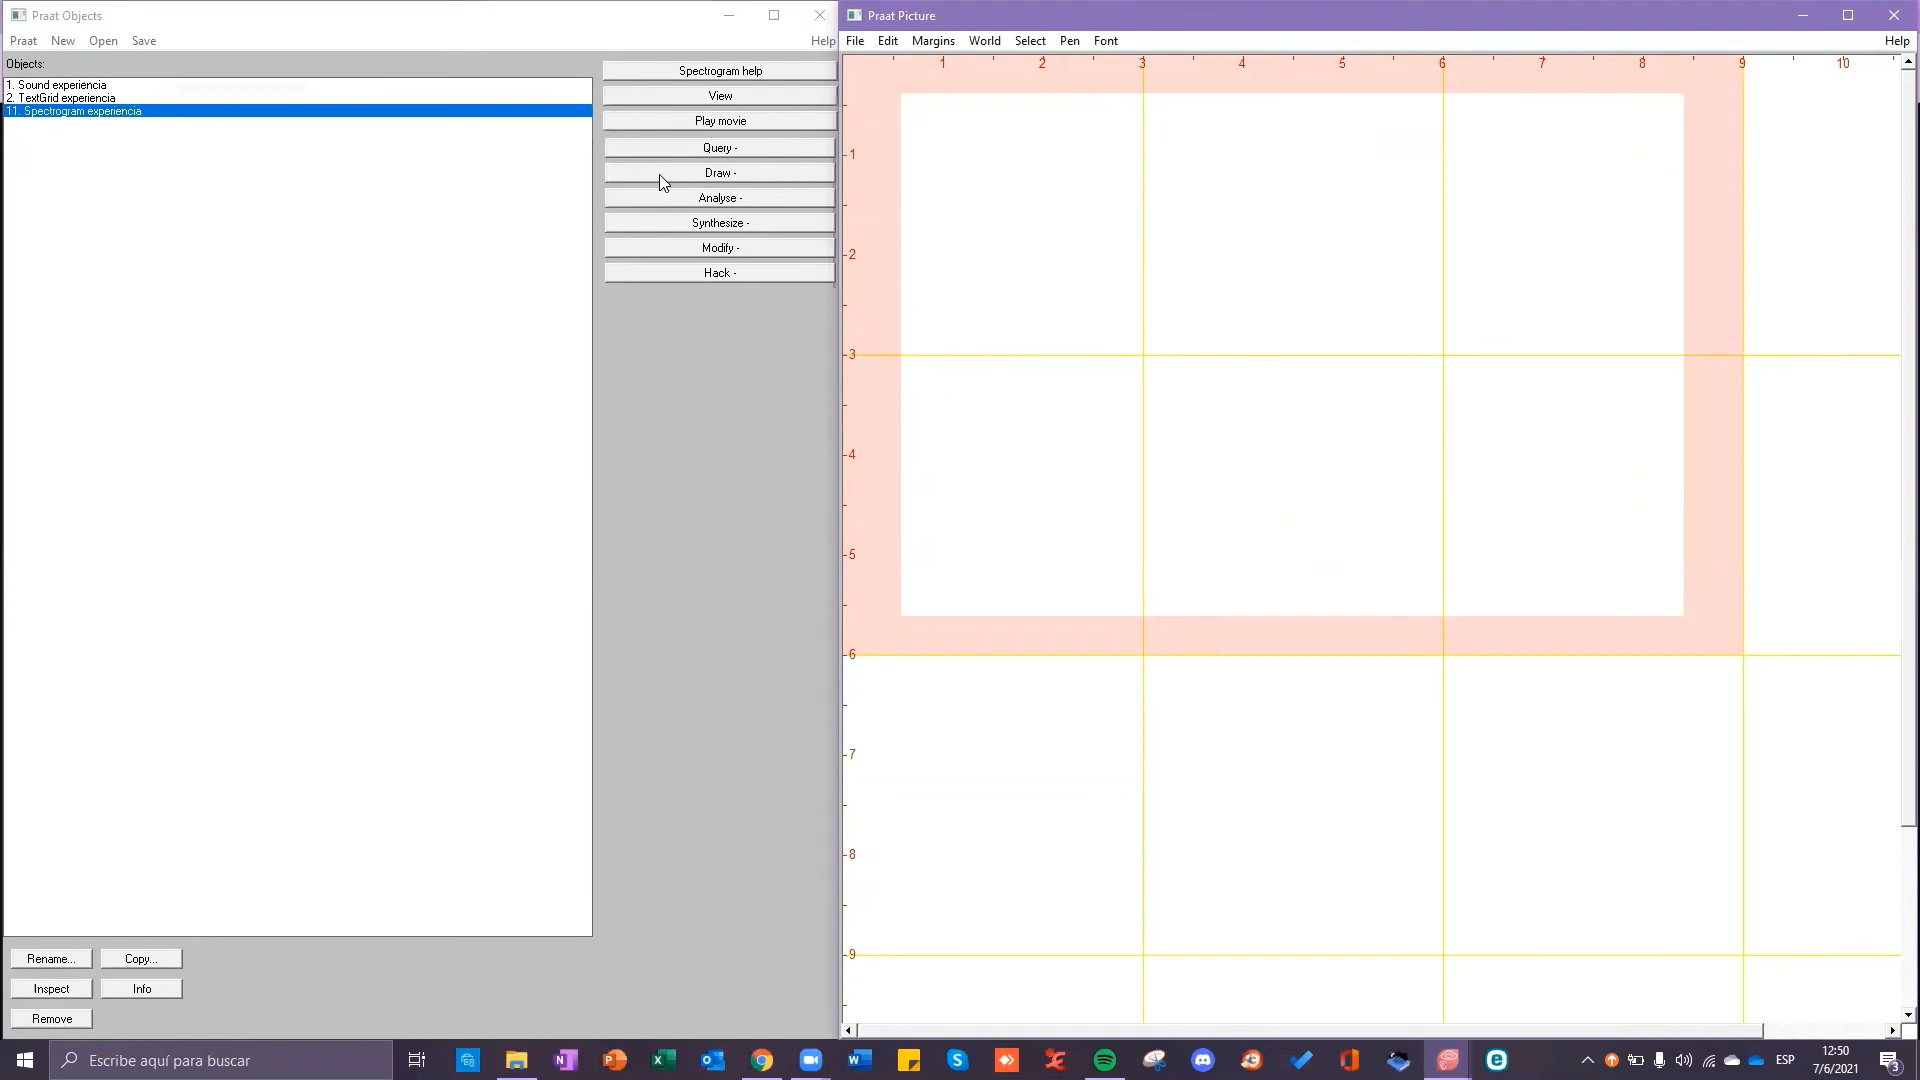 Praat Objects
Praat New Open Save Help
Objects:
1. Sound experiencia
2. TextGrid experiencia
11. Spectrogram experiencia
Spectrogram help
View
Play movie
Query -
Draw -
Analyse -
Synthesize -
Modify -
Hack -
Rename...
Copy...
Inspect
Info
Remove
Praat Picture
File Edit Margins World Select Pen Font Help
1 2 3 4 5 6 7 8 9 10
1
2
3
4
5
6
7
8
9
Escribe aquí para buscar
ESP
12:50
7/6/2021
3